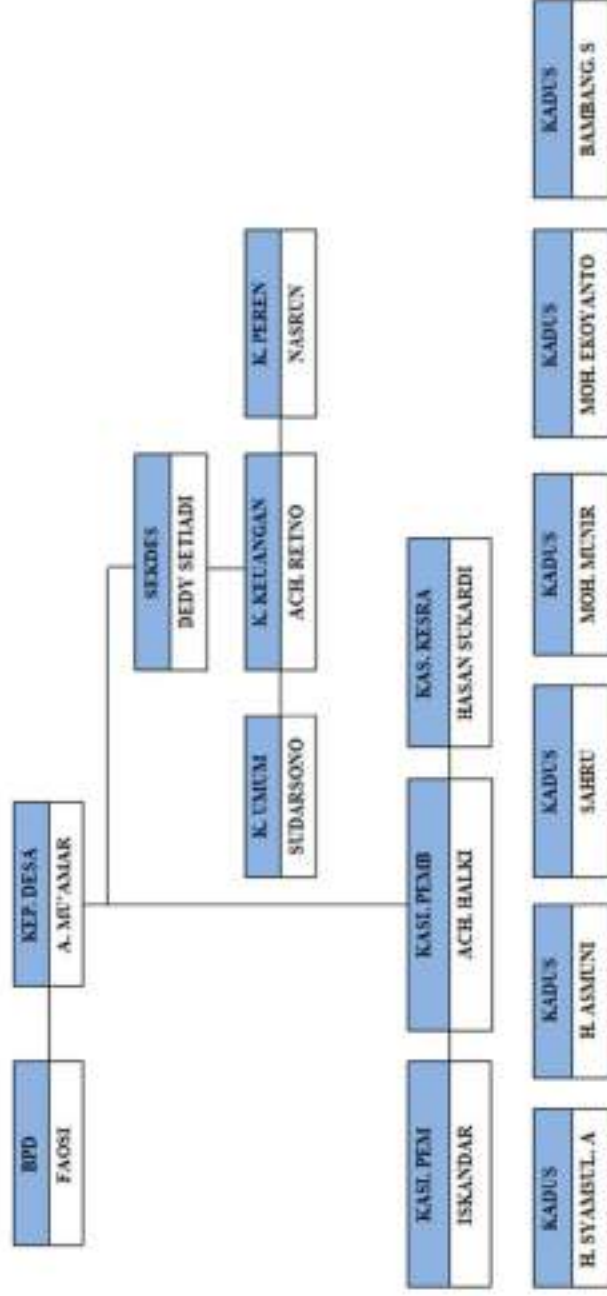 BPD
FAOSI
KEP. DESA
A. MU'AMAR
SEKDES
DEDY SETIADI
K. UMUM
SUDARSONO
K. KEUANGAN
ACH. RETNO
K. PEREN
NASRUN
KASI. PEM
ISKANDAR
KASI. PEMB
ACH. HALKI
KAS. KESRA
HASAN SUKARDI
KADUS
H. SYAMSUL. A
KADUS
H. ASMUNI
KADUS
SAHRU
KADUS
MOH. MUNIR
KADUS
MOH. EKOYANTO
KADUS
BAMBANG. S